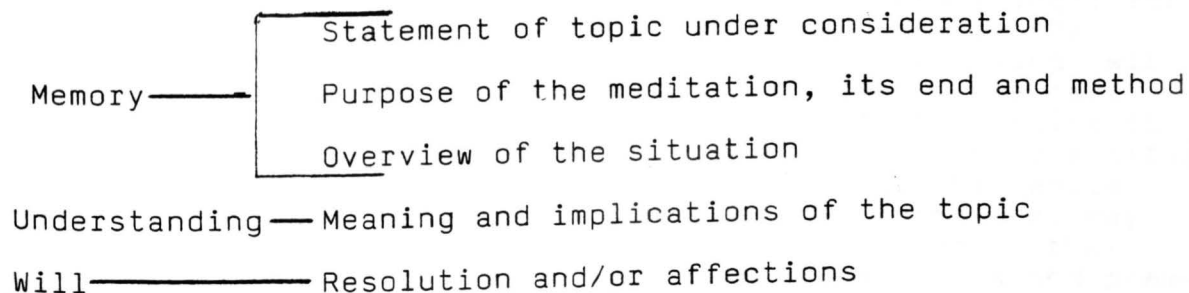 Statement of topic under consideration
Memory Purpose of the meditation, its end and method
Overview of the situation
Understanding Meaning and implications of the topic
Will Resolution and/or affections